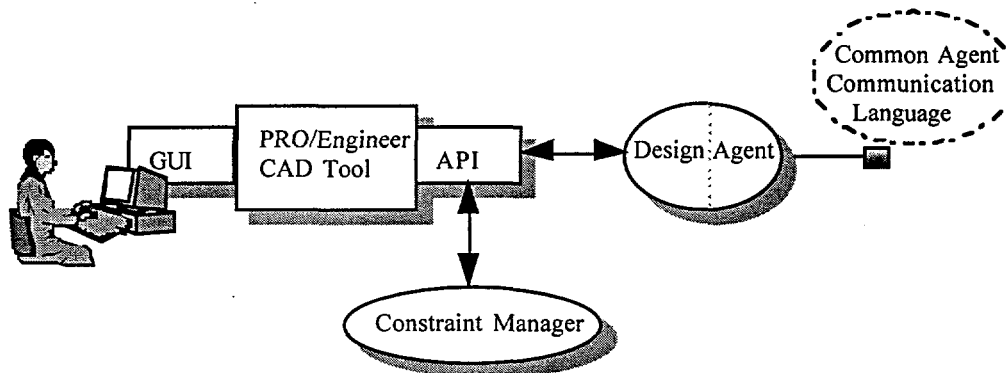 Common Agent
Communication
Language
GUI
PRO/Engineer
CAD Tool
API
Design Agent
Constraint Manager